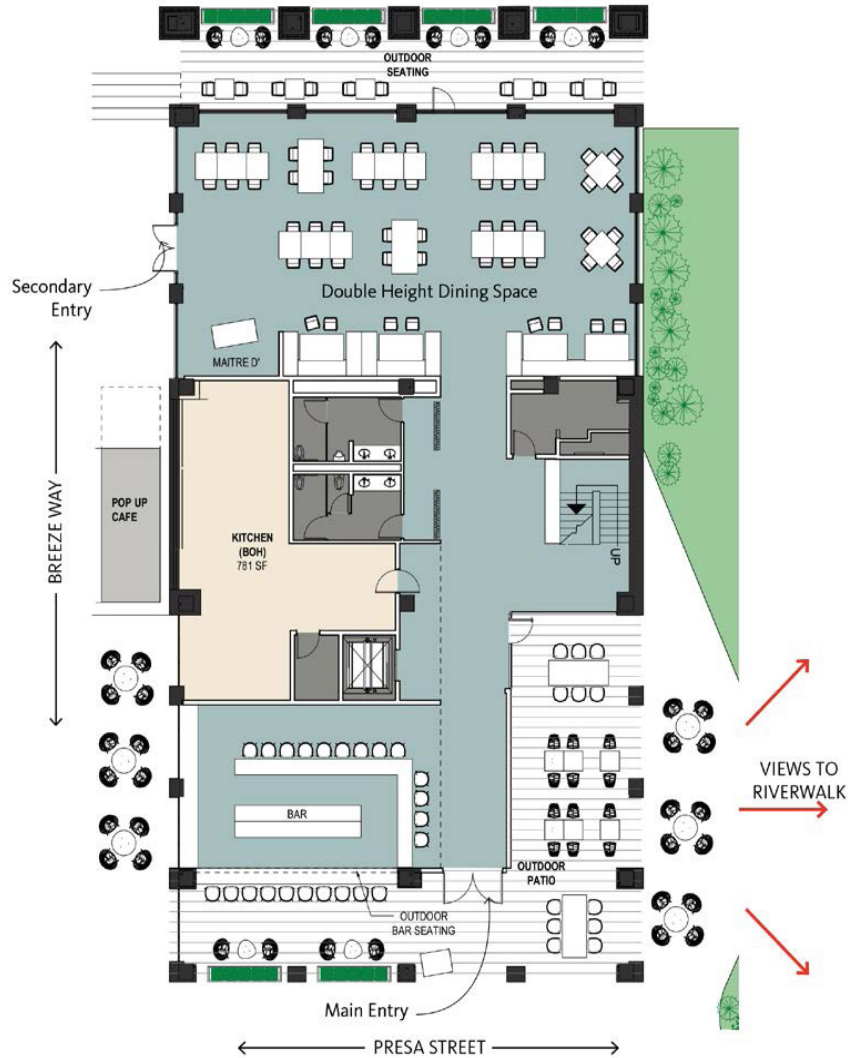 OUTDOOR
SEATING
Secondary
Entry
Double Height Dining Space
MAITRE D'
BREEZE WAY
POP UP
CAFE
KITCHEN
(BOH)
781 SF
UP
VIEWS TO
RIVERWALK
BAR
OUTDOOR
PATIO
OUTDOOR
BAR SEATING
Main Entry
PRESA STREET